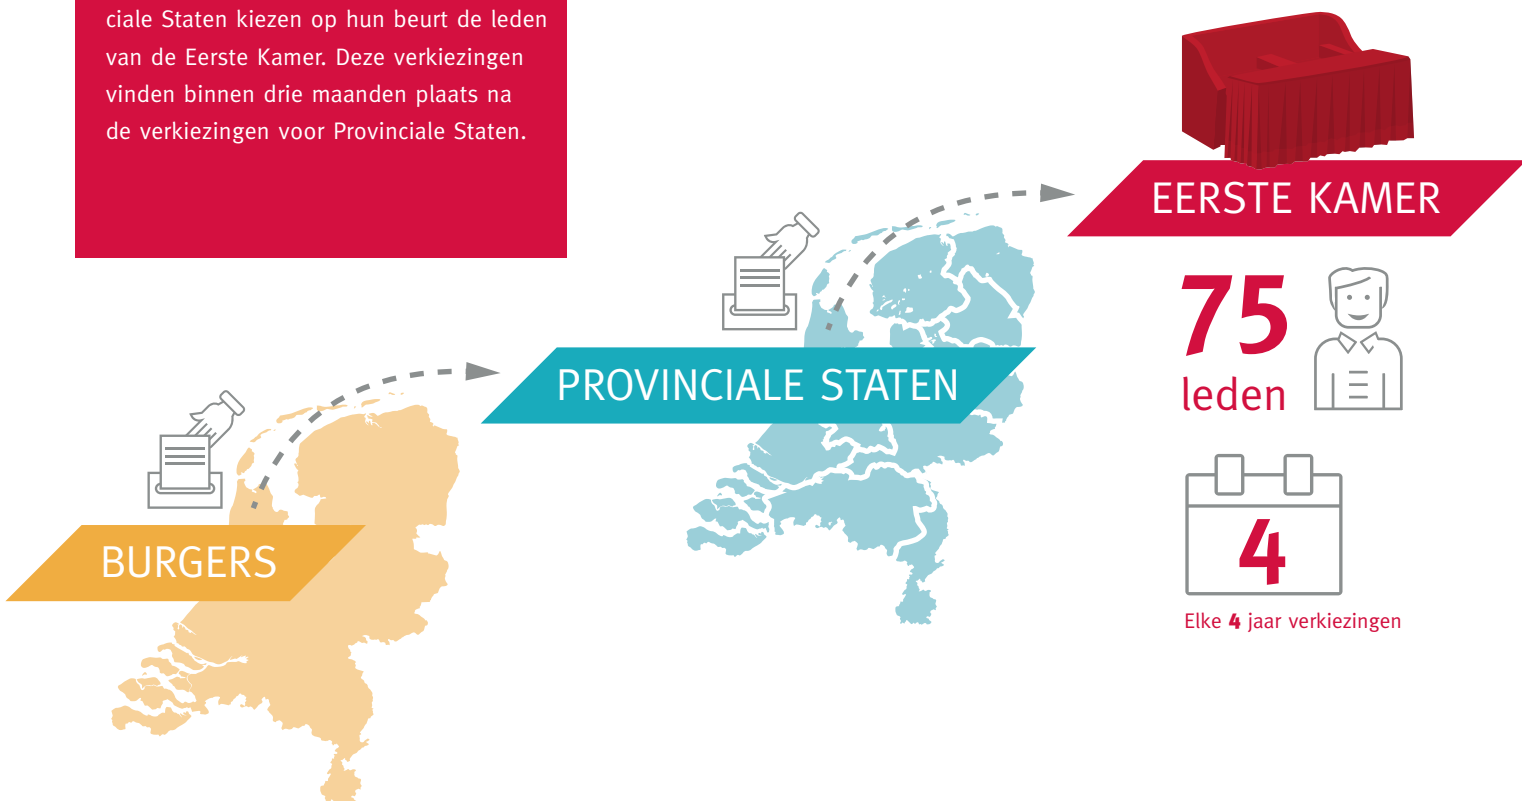 ciale Staten kiezen op hun beurt de leden
van de Eerste Kamer. Deze verkiezingen
vinden binnen drie maanden plaats na
de verkiezingen voor Provinciale Staten.
BURGERS
PROVINCIALE STATEN
EERSTE KAMER
75
leden
4
Elke 4 jaar verkiezingen